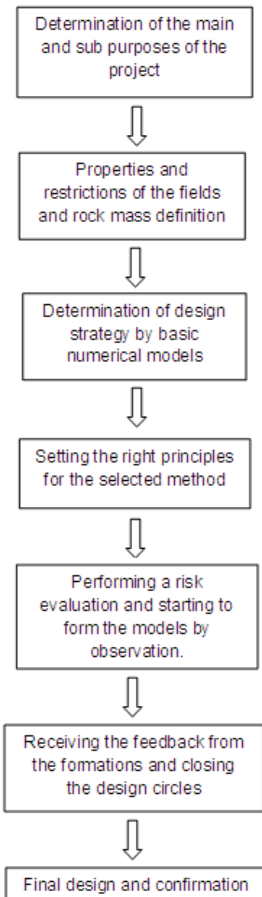 Determination of the main
and sub purposes of the
project
Properties and
restrictions of the fields
and rock mass definition
Determination of design
strategy by basic
numerical models
Setting the right principles
for the selected method
Performing a risk
evaluation and starting to
form the models by
observation.
Receiving the feedback from
the formations and closing
the design circles
Final design and confirmation